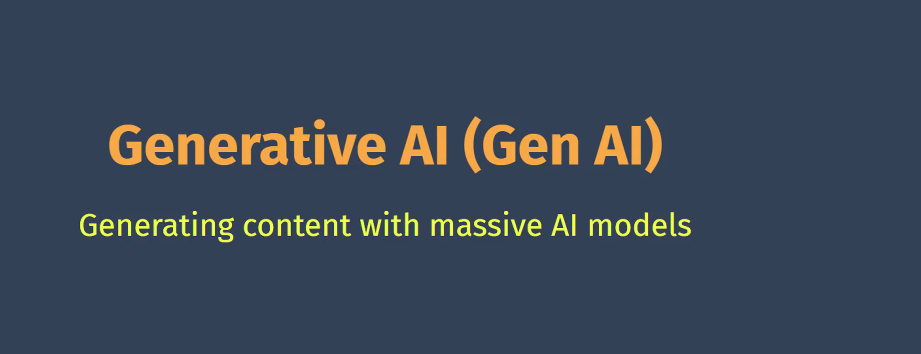 Generative AI (Gen AI)
Generating content with massive AI models